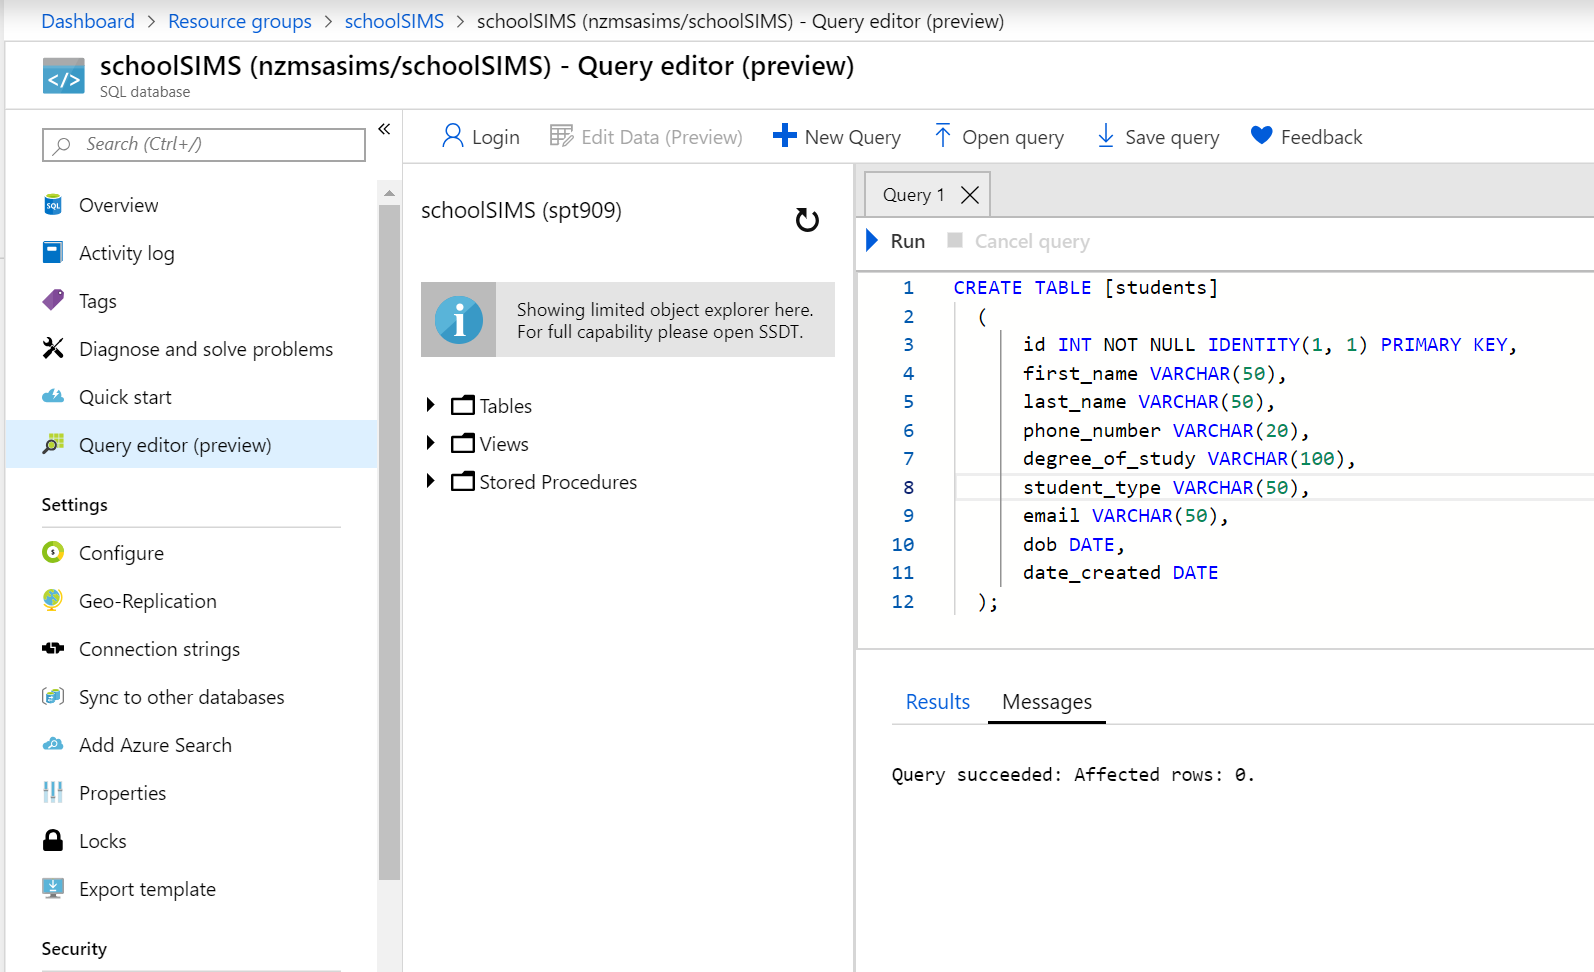 Dashboard > Resource groups > schoolSIMS > schoolSIMS (nzmsasims/schoolSIMS) - Query editor (preview)
schoolSIMS (nzmsasims/schoolSIMS) - Query editor (preview)
SQL database
Search (Ctrl+/)
«
SQL
Overview
Activity log
Tags
Diagnose and solve problems
Quick start
Query editor (preview)
Settings
Configure
Geo-Replication
Connection strings
Sync to other databases
Add Azure Search
Properties
Locks
Export template
Security
Login Edit Data (Preview) New Query Open query Save query Feedback
schoolSIMS (spt909)
Showing limited object explorer here.
For full capability please open SSDT.
Tables
Views
Stored Procedures
Query 1
Run Cancel query
1 CREATE TABLE [students]
2 (
3 id INT NOT NULL IDENTITY(1, 1) PRIMARY KEY,
4 first_name VARCHAR(50),
5 last_name VARCHAR(50),
6 phone_number VARCHAR(20),
7 degree_of_study VARCHAR(100),
8 student_type VARCHAR(50),
9 email VARCHAR(50),
10 dob DATE,
11 date_created DATE
12 );
Results Messages
Query succeeded: Affected rows: 0.